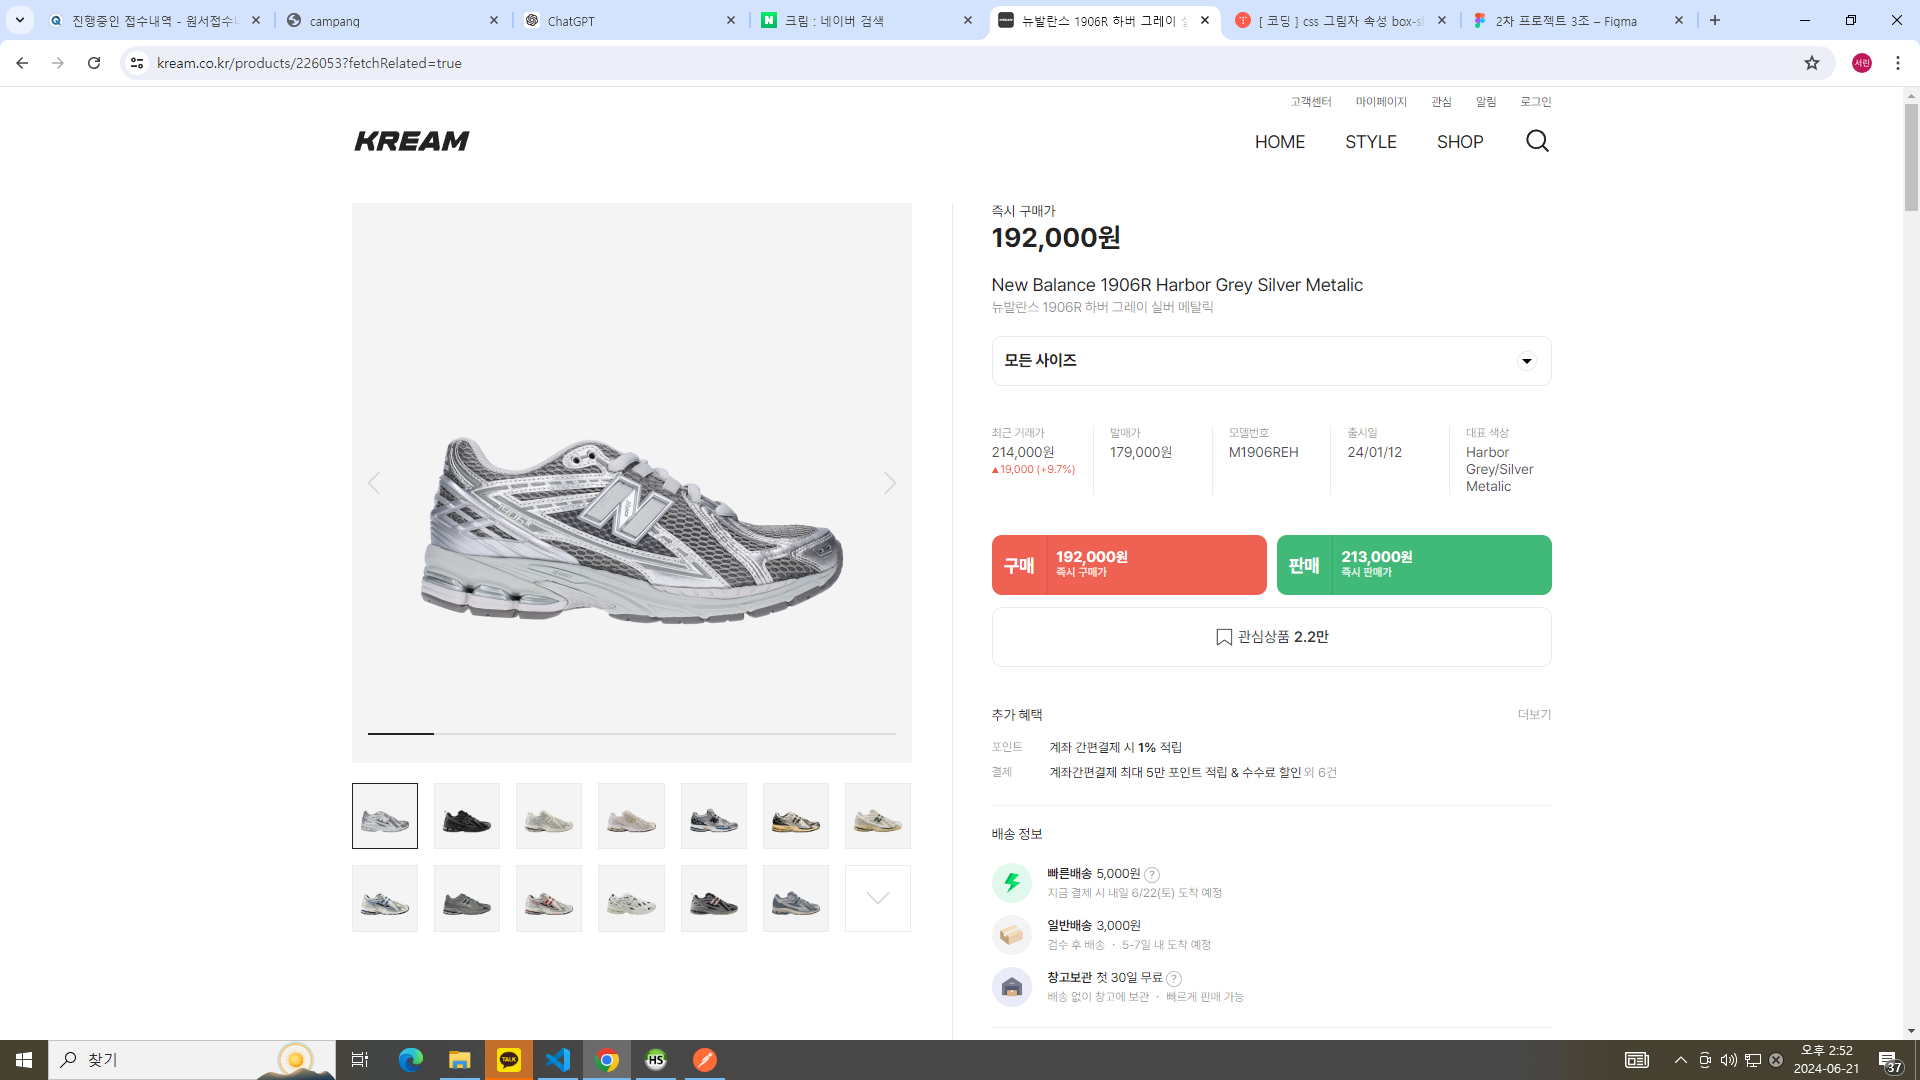 진행중인 접수내역 - 원서접수
campang
ChatGPT
크림 : 네이버 검색
뉴발란스 1906R 하버 그레이 실
[ 코딩 ] css 그림자 속성 box-s
2차 프로젝트 3조 – Figma
kream.co.kr/products/226053?fetchRelated=true
서린
고객센터 마이페이지 관심 알림 로그인
KREAM
HOME STYLE SHOP
즉시 구매가
192,000원
New Balance 1906R Harbor Grey Silver Metalic
뉴발란스 1906R 하버 그레이 실버 메탈릭
모든 사이즈
최근 거래가
214,000원
▲19,000 (+9.7%)
발매가
179,000원
모델번호
M1906REH
출시일
24/01/12
대표 색상
Harbor
Grey/Silver
Metalic
구매
192,000원
즉시 구매가
판매
213,000원
즉시 판매가
관심상품 2.2만
추가 혜택 더보기
포인트 계좌 간편결제 시 1% 적립
결제 계좌간편결제 최대 5만 포인트 적립 & 수수료 할인 외 6건
배송 정보
빠른배송 5,000원 ?
지금 결제 시 내일 6/22(토) 도착 예정
일반배송 3,000원
검수 후 배송 ・ 5-7일 내 도착 예정
창고보관 첫 30일 무료 ?
배송 없이 창고에 보관 ・ 빠르게 판매 가능
찾기
TALK
HS
오후 2:52
2024-06-21
37